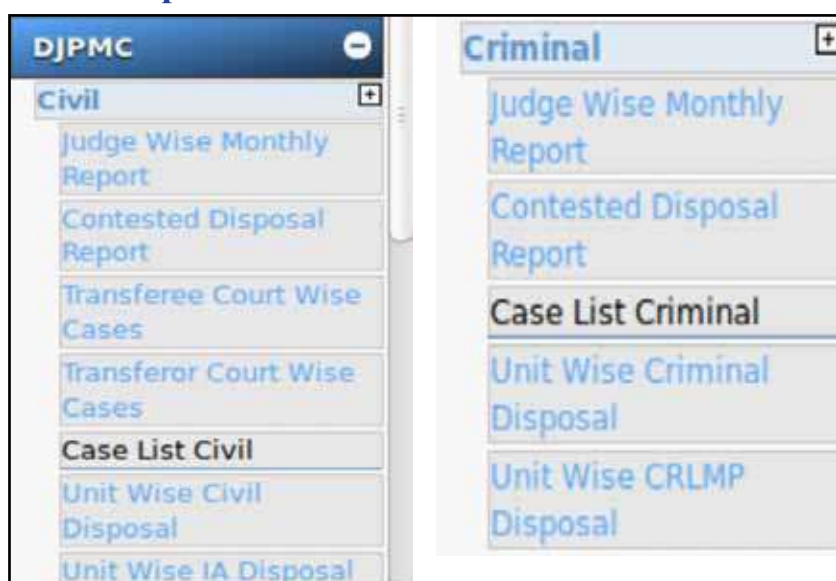 DJPMC
Civil
Judge Wise Monthly
Report
Contested Disposal
Report
Transferee Court Wise
Cases
Transferor Court Wise
Cases
Case List Civil
Unit Wise Civil
Disposal
Unit Wise IA Disposal
Criminal
Judge Wise Monthly
Report
Contested Disposal
Report
Case List Criminal
Unit Wise Criminal
Disposal
Unit Wise CRLMP
Disposal